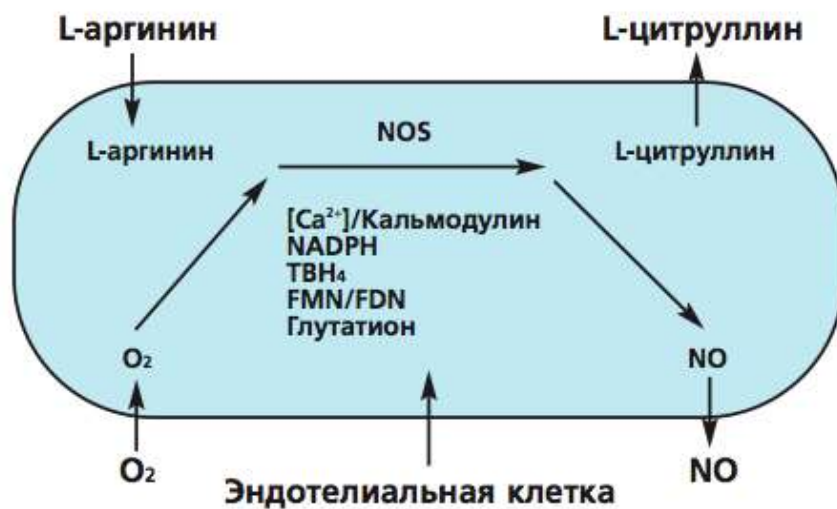 L-аргинин
L-цитруллин
L-аргинин
NOS
L-цитруллин
[Ca²⁺]/Кальмодулин
NADPH
TBH₄
FMN/FDN
Глутатион
O₂
NO
O₂
NO
Эндотелиальная клетка